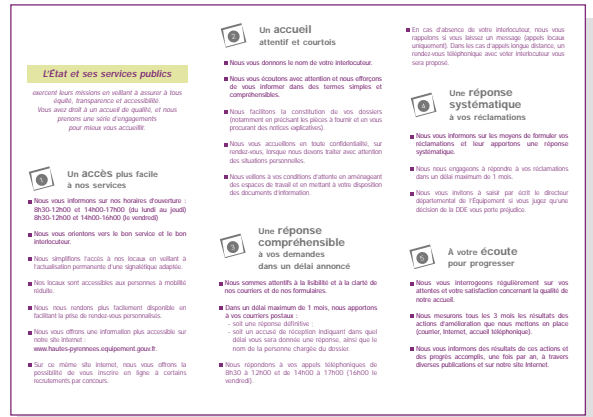 L'État et ses services publics
exercent leurs missions en veillant à assurer à tous
équité, transparence et accessibilité.
Vous avez droit à un accueil de qualité, et nous
prenons une série d'engagements
pour mieux vous accueillir.
1
Un accès plus facile
à nos services
Nous vous informons sur nos horaires d'ouverture :
8h30-12h00 et 14h00-17h00 (du lundi au jeudi)
8h30-12h00 et 14h00-16h00 (le vendredi)
Nous vous orientons vers le bon service et le bon
interlocuteur.
Nous simplifions l'accès à nos locaux en veillant à
l'actualisation permanente d'une signalétique adaptée.
Nos locaux sont accessibles aux personnes à mobilité
réduite.
Nous nous rendons plus facilement disponible en
facilitant la prise de rendez-vous personnalisés.
Nous vous offrons une information plus accessible sur
notre site internet :
www.hautes-pyrennees.equipement.gouv.fr.
Sur ce même site internet, nous vous offrons la
possibilité de vous inscrire en ligne à certains
recrutements par concours.
2
Un accueil
attentif et courtois
Nous vous donnons le nom de votre interlocuteur.
Nous vous écoutons avec attention et nous efforçons
de vous informer dans des termes simples et
compréhensibles.
Nous facilitons la constitution de vos dossiers
(notamment en précisant les pièces à fournir et en vous
procurant des notices explicatives).
Nous vous accueillons en toute confidentialité, sur
rendez-vous, lorsque nous devons traiter avec attention
des situations personnelles.
Nous veillons à vos conditions d'attente en aménageant
des espaces de travail et en mettant à votre disposition
des documents d'information.
3
Une réponse
compréhensible
à vos demandes
dans un délai annoncé
Nous sommes attentifs à la lisibilité et à la clarté de
nos courriers et de nos formulaires.
Dans un délai maximum de 1 mois, nous apportons
à vos courriers postaux :
- soit une réponse définitive ;
- soit un accusé de réception indiquant dans quel
délai vous sera donnée une réponse, ainsi que le
nom de la personne chargée du dossier.
Nous répondons à vos appels téléphoniques de
8h30 à 12h00 et de 14h00 à 17h00 (16h00 le
vendredi).
En cas d'absence de votre interlocuteur, nous vous
rappelons si vous laissez un message (appels locaux
uniquement). Dans les cas d'appels longue distance, un
rendez-vous téléphonique avec votre interlocuteur vous
sera proposé.
4
Une réponse
systématique
à vos réclamations
Nous vous informons sur les moyens de formuler vos
réclamations et leur apportons une réponse
systématique.
Nous nous engageons à répondre à vos réclamations
dans un délai maximum de 1 mois.
Nous vous invitons à saisir par écrit le directeur
départemental de l'Équipement si vous jugez qu'une
décision de la DDE vous porte préjudice.
5
À votre écoute
pour progresser
Nous vous interrogeons régulièrement sur vos
attentes et votre satisfaction concernant la qualité de
notre accueil.
Nous mesurons tous les 3 mois les résultats des
actions d'amélioration que nous mettons en place
(courrier, Internet, accueil téléphonique).
Nous vous informons des résultats de ces actions et
des progrès accomplis, une fois par an, à travers
diverses publications et sur notre site Internet.